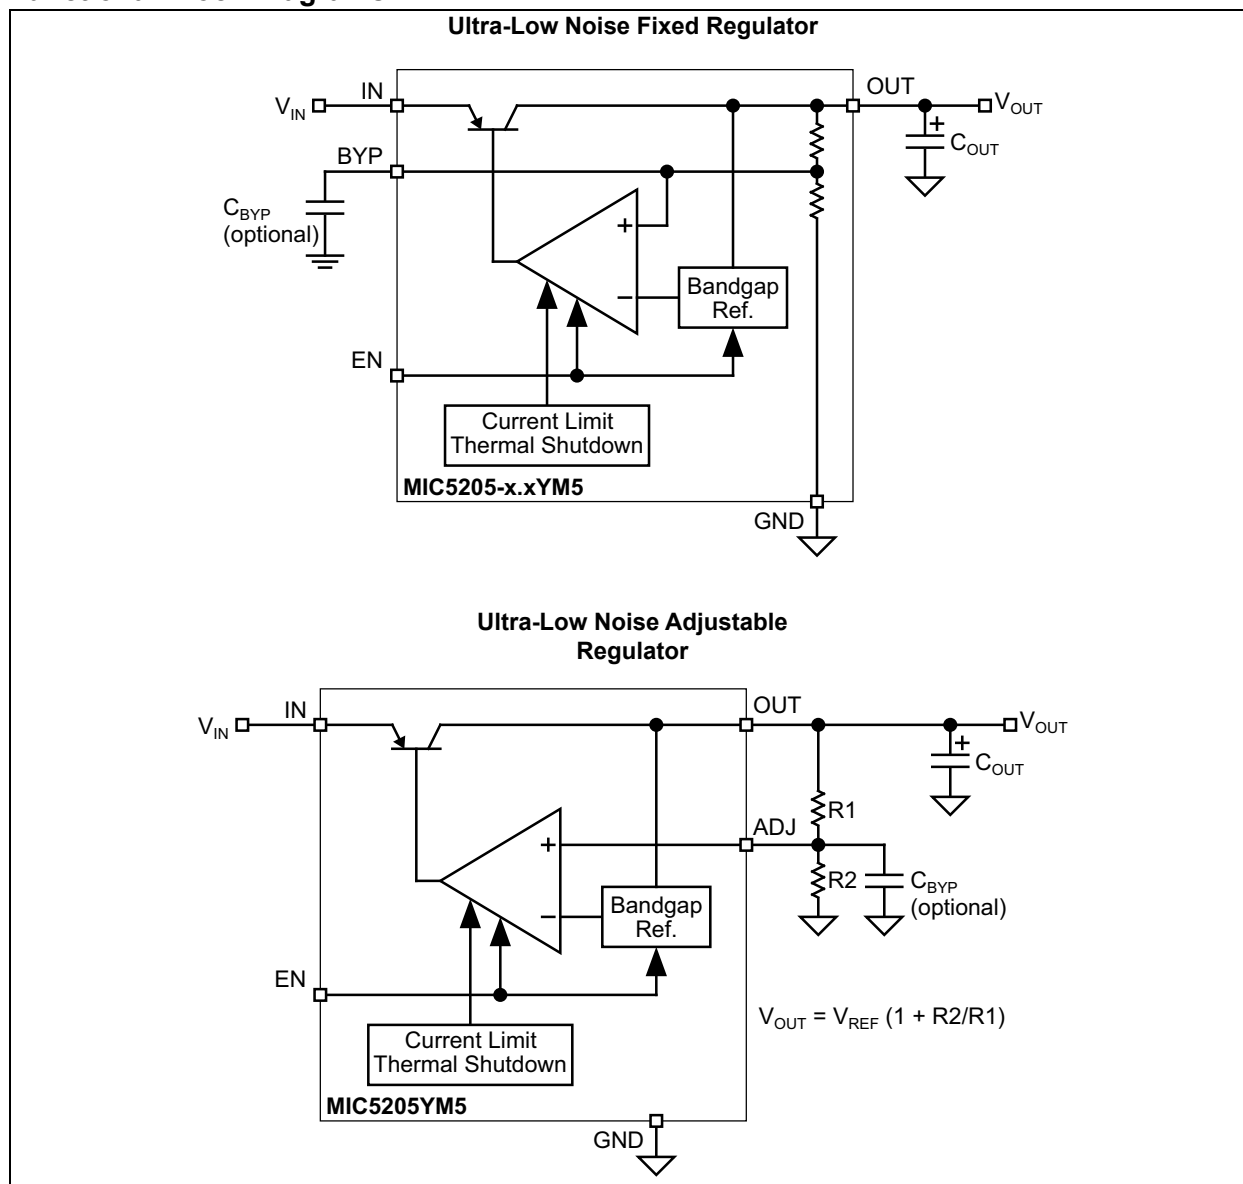 Ultra-Low Noise Fixed Regulator
IN
OUT
VIN
VOUT
+
COUT
BYP
CBYP
(optional)
+
−
Bandgap
Ref.
EN
Current Limit
Thermal Shutdown
MIC5205-x.xYM5
GND
Ultra-Low Noise Adjustable
Regulator
IN
OUT
VIN
VOUT
+
COUT
R1
ADJ
+
R2
CBYP
(optional)
−
Bandgap
Ref.
EN
VOUT = VREF (1 + R2/R1)
Current Limit
Thermal Shutdown
MIC5205YM5
GND